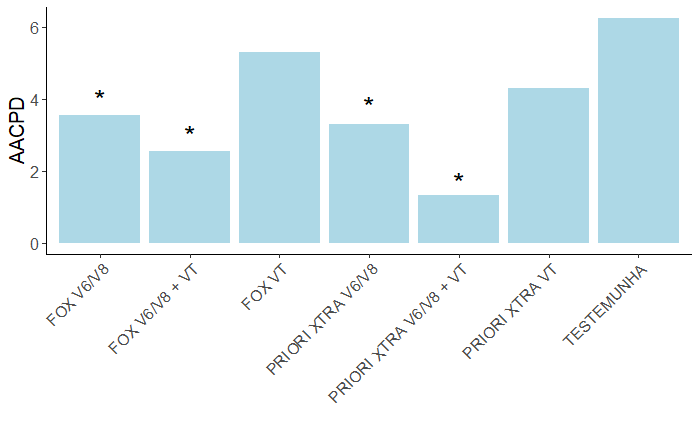 AACPD
6
4
2
0
*
*
*
*
FOX V6/V8
FOX V6/V8 + VT
FOX VT
PRIORI XTRA V6/V8
PRIORI XTRA V6/V8 + VT
PRIORI XTRA VT
TESTEMUNHA